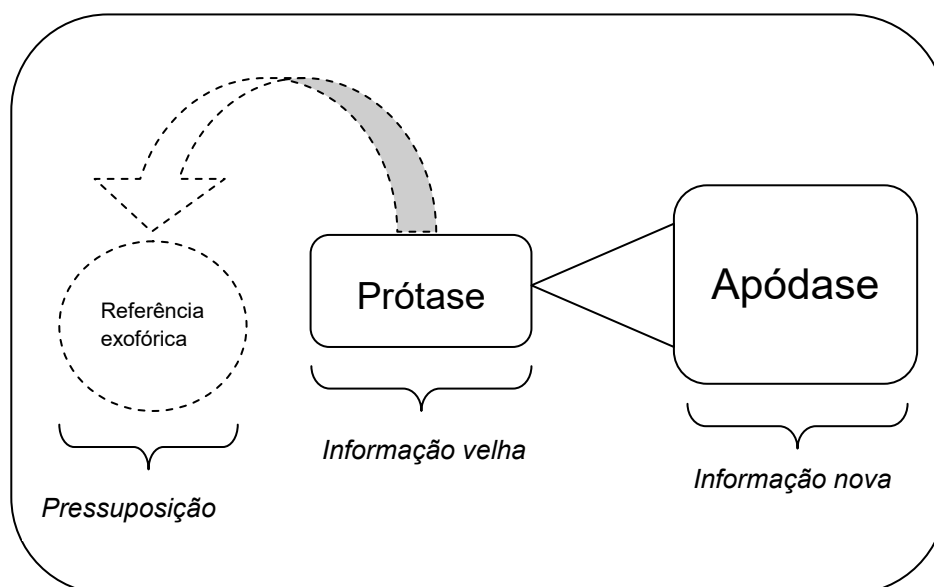 Referência
exofórica
Prótase
Apódase
Pressuposição
Informação velha
Informação nova